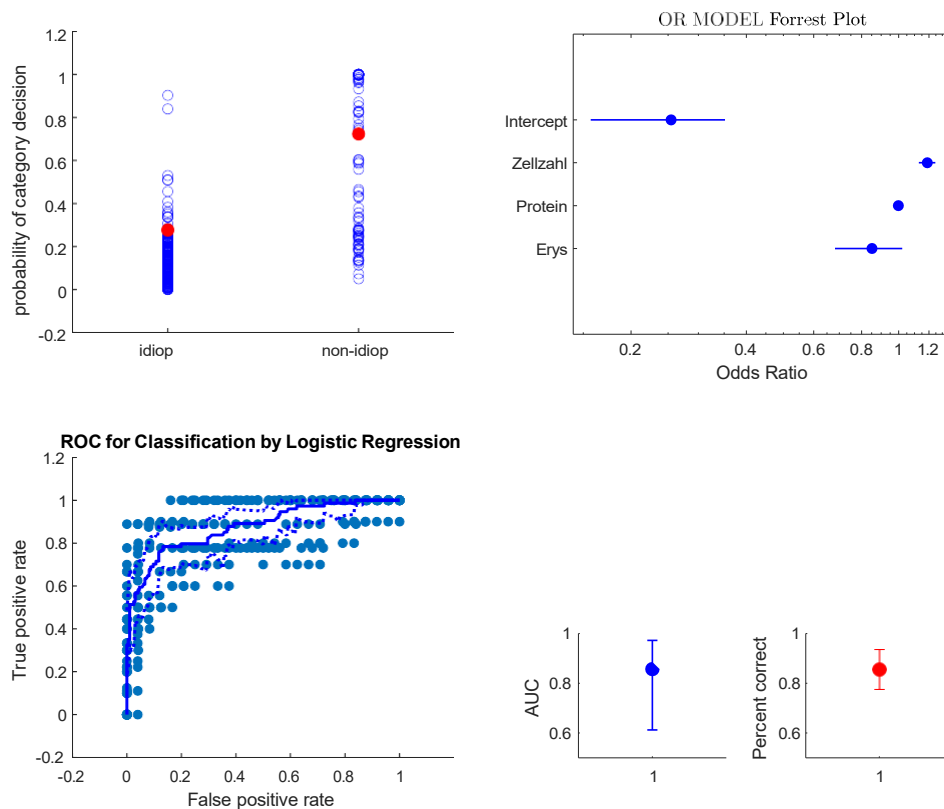 1.2
1
0.8
0.6
0.4
0.2
0
-0.2
probability of category decision
idiop
non-idiop
OR MODEL Forrest Plot
Intercept
Zellzahl
Protein
Erys
0.2
0.4
0.6
0.8
1
1.2
Odds Ratio
ROC for Classification by Logistic Regression
1.2
1
0.8
0.6
0.4
0.2
0
-0.2
True positive rate
-0.2
0
0.2
0.4
0.6
0.8
1
False positive rate
1
0.8
0.6
AUC
1
1
0.8
0.6
Percent correct
1